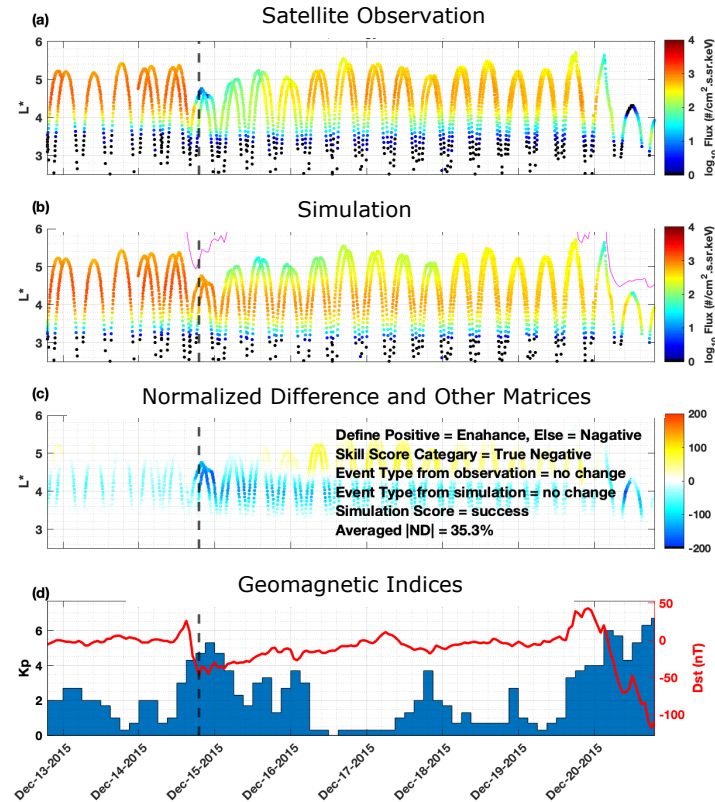 Satellite Observation
(a)
6
5
4
3
L*
4
3
2
1
0
log10 Flux (#/cm2.s.sr.keV)
Simulation
(b)
6
5
4
3
L*
4
3
2
1
0
log10 Flux (#/cm2.s.sr.keV)
Normalized Difference and Other Matrices
(c)
6
5
4
3
L*
Define Positive = Enahance, Else = Nagative
Skill Score Categary = True Negative
Event Type from observation = no change
Event Type from simulation = no change
Simulation Score = success
Averaged |ND| = 35.3%
200
100
0
-100
-200
Geomagnetic Indices
(d)
6
4
2
0
Kp
50
0
-50
-100
Dst (nT)
Dec-13-2015
Dec-14-2015
Dec-15-2015
Dec-16-2015
Dec-17-2015
Dec-18-2015
Dec-19-2015
Dec-20-2015